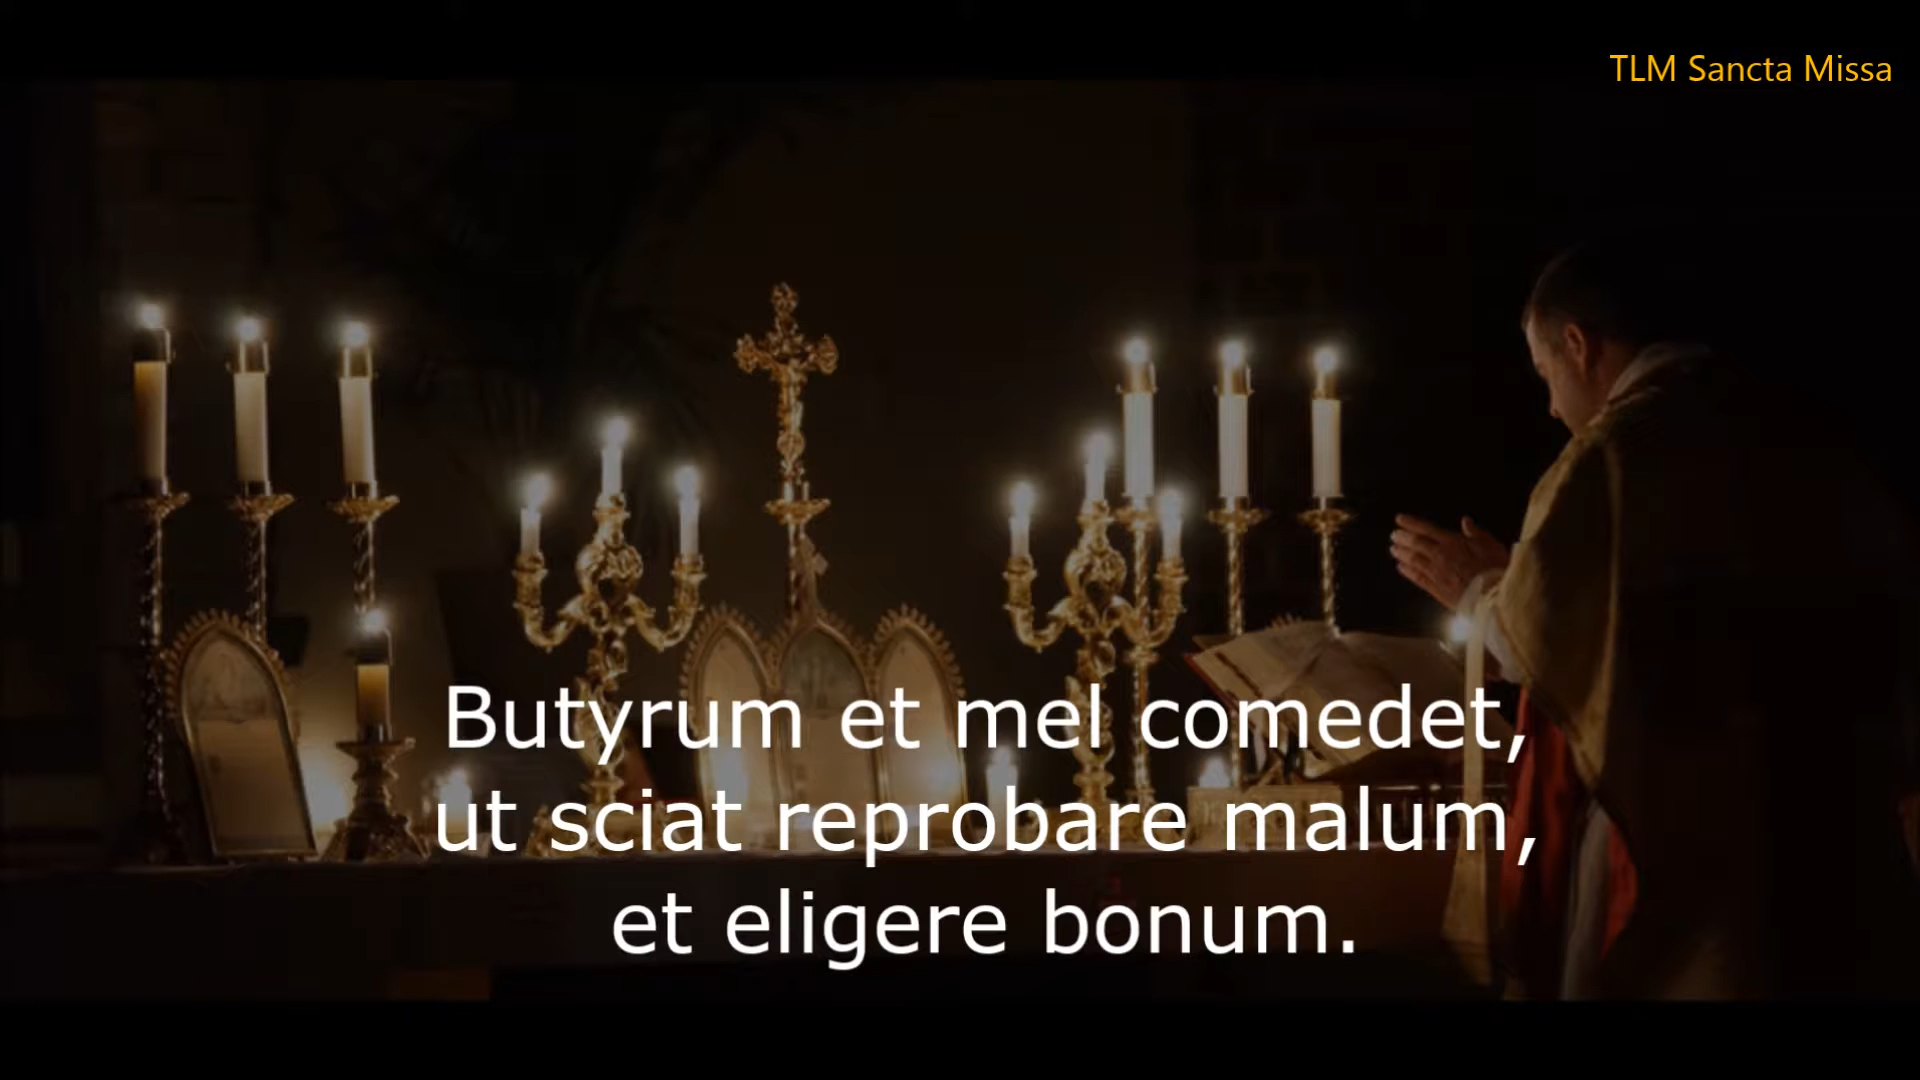 TLM Sancta Missa
Butyrum et mel comedet,
ut sciat reprobare malum,
et eligere bonum.